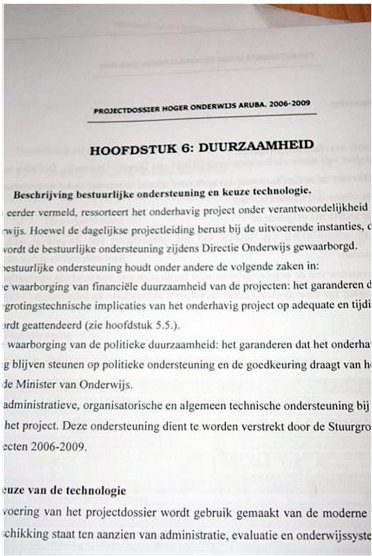 PROJECTDOSSIER HOGER ONDERWIJS ARUBA. 2006-2009
HOOFDSTUK 6: DUURZAAMHEID
Beschrijving bestuurlijke ondersteuning en keuze technologie.
eerder vermeld, ressorteert het onderhavig project onder verantwoordelijkheid
rwijs. Hoewel de dagelijkse projectleiding berust bij de uitvoerende instanties, d
wordt de bestuurlijke ondersteuning zijdens Directie Onderwijs gewaarborgd.
bestuurlijke ondersteuning houdt onder andere de volgende zaken in:
e waarborging van financiële duurzaamheid van de projecten: het garanderen d
grotingstechnische implicaties van het onderhavig project op adequate en tijdi
ordt geattendeerd (zie hoofdstuk 5.5.).
waarborging van de politieke duurzaamheid: het garanderen dat het onderha
g blijven steunen op politieke ondersteuning en de goedkeuring draagt van h
de Minister van Onderwijs.
administratieve, organisatorische en algemeen technische ondersteuning bij
het project. Deze ondersteuning dient te worden verstrekt door de Stuurgro
ecten 2006-2009.
euze van de technologie
voering van het projectdossier wordt gebruik gemaakt van de moderne
chikking staat ten aanzien van administratie, evaluatie en onderwijssyste